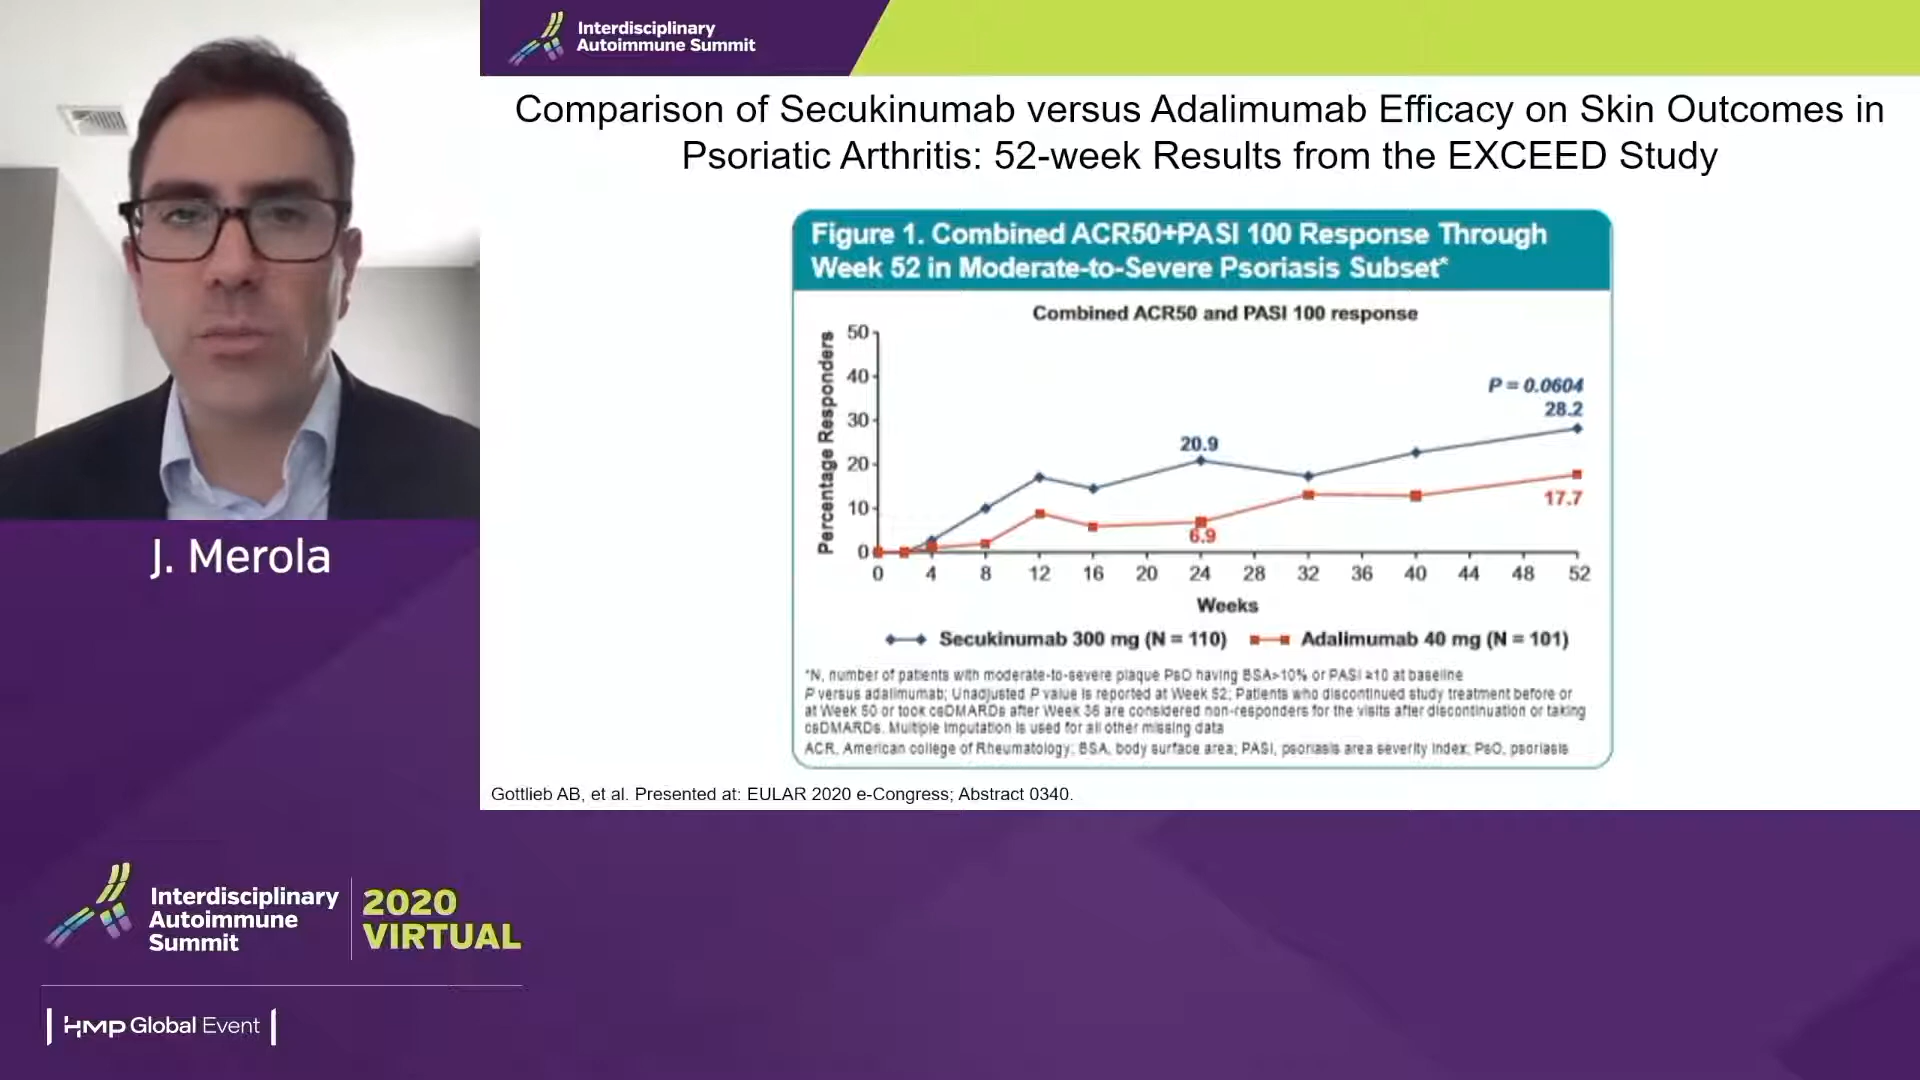 Interdisciplinary
Autoimmune Summit
Comparison of Secukinumab versus Adalimumab Efficacy on Skin Outcomes in
Psoriatic Arthritis: 52-week Results from the EXCEED Study
Figure 1. Combined ACR50+PASI 100 Response Through
Week 52 in Moderate-to-Severe Psoriasis Subset*
Combined ACR50 and PASI 100 response
Percentage Responders
50
40
30
20
10
0
P = 0.0604
28.2
20.9
17.7
6.9
0 4 8 12 16 20 24 28 32 36 40 44 48 52
Weeks
Secukinumab 300 mg (N = 110) Adalimumab 40 mg (N = 101)
*N, number of patients with moderate-to-severe plaque PsO having BSA>10% or PASI ≥10 at baseline
P versus adalimumab; Unadjusted P value is reported at Week 52; Patients who discontinued study treatment before or
at Week 50 or took csDMARDs after Week 36 are considered non-responders for the visits after discontinuation or taking
csDMARDs. Multiple imputation is used for all other missing data
ACR, American college of Rheumatology; BSA, body surface area; PASI, psoriasis area severity index; PsO, psoriasis
Gottlieb AB, et al. Presented at: EULAR 2020 e-Congress; Abstract 0340.
J. Merola
Interdisciplinary
Autoimmune
Summit
2020
VIRTUAL
HMP Global Event